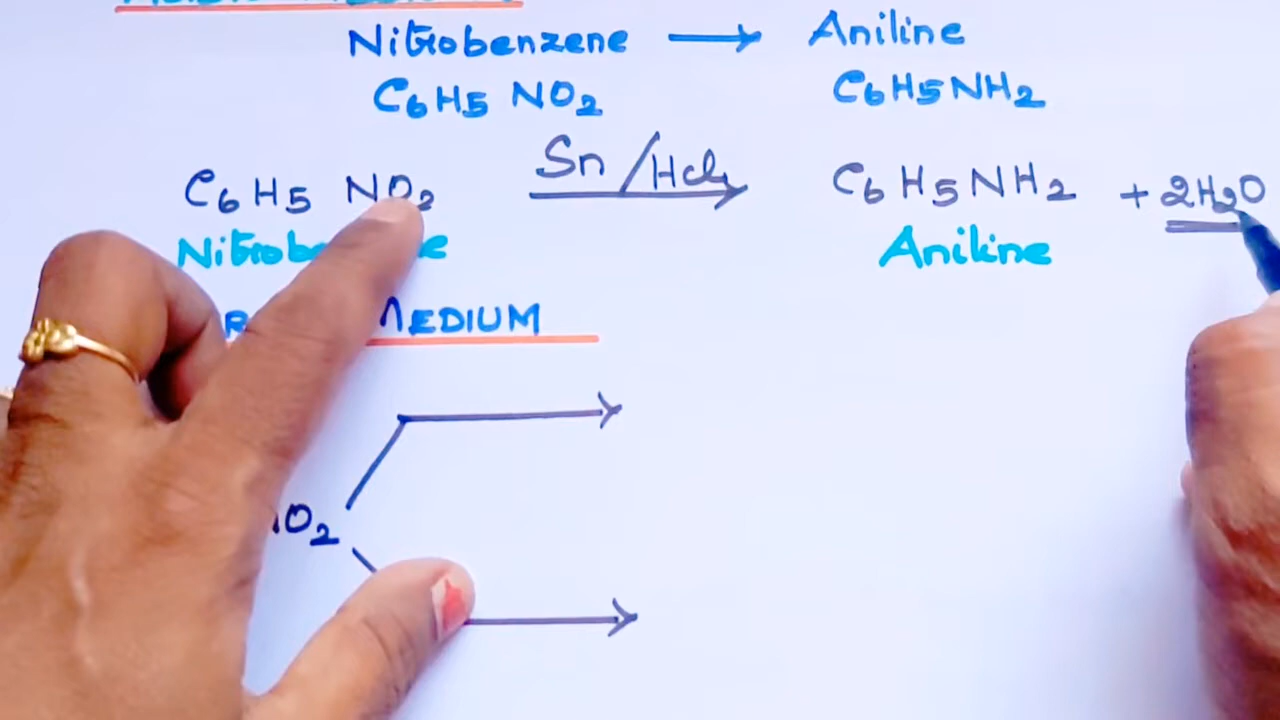 Nitrobenzene → Aniline
C6H5 NO2 C6H5NH2
C6H5 NO2 Sn/HCl → C6H5NH2 + 2H2O
Aniline
MEDIUM